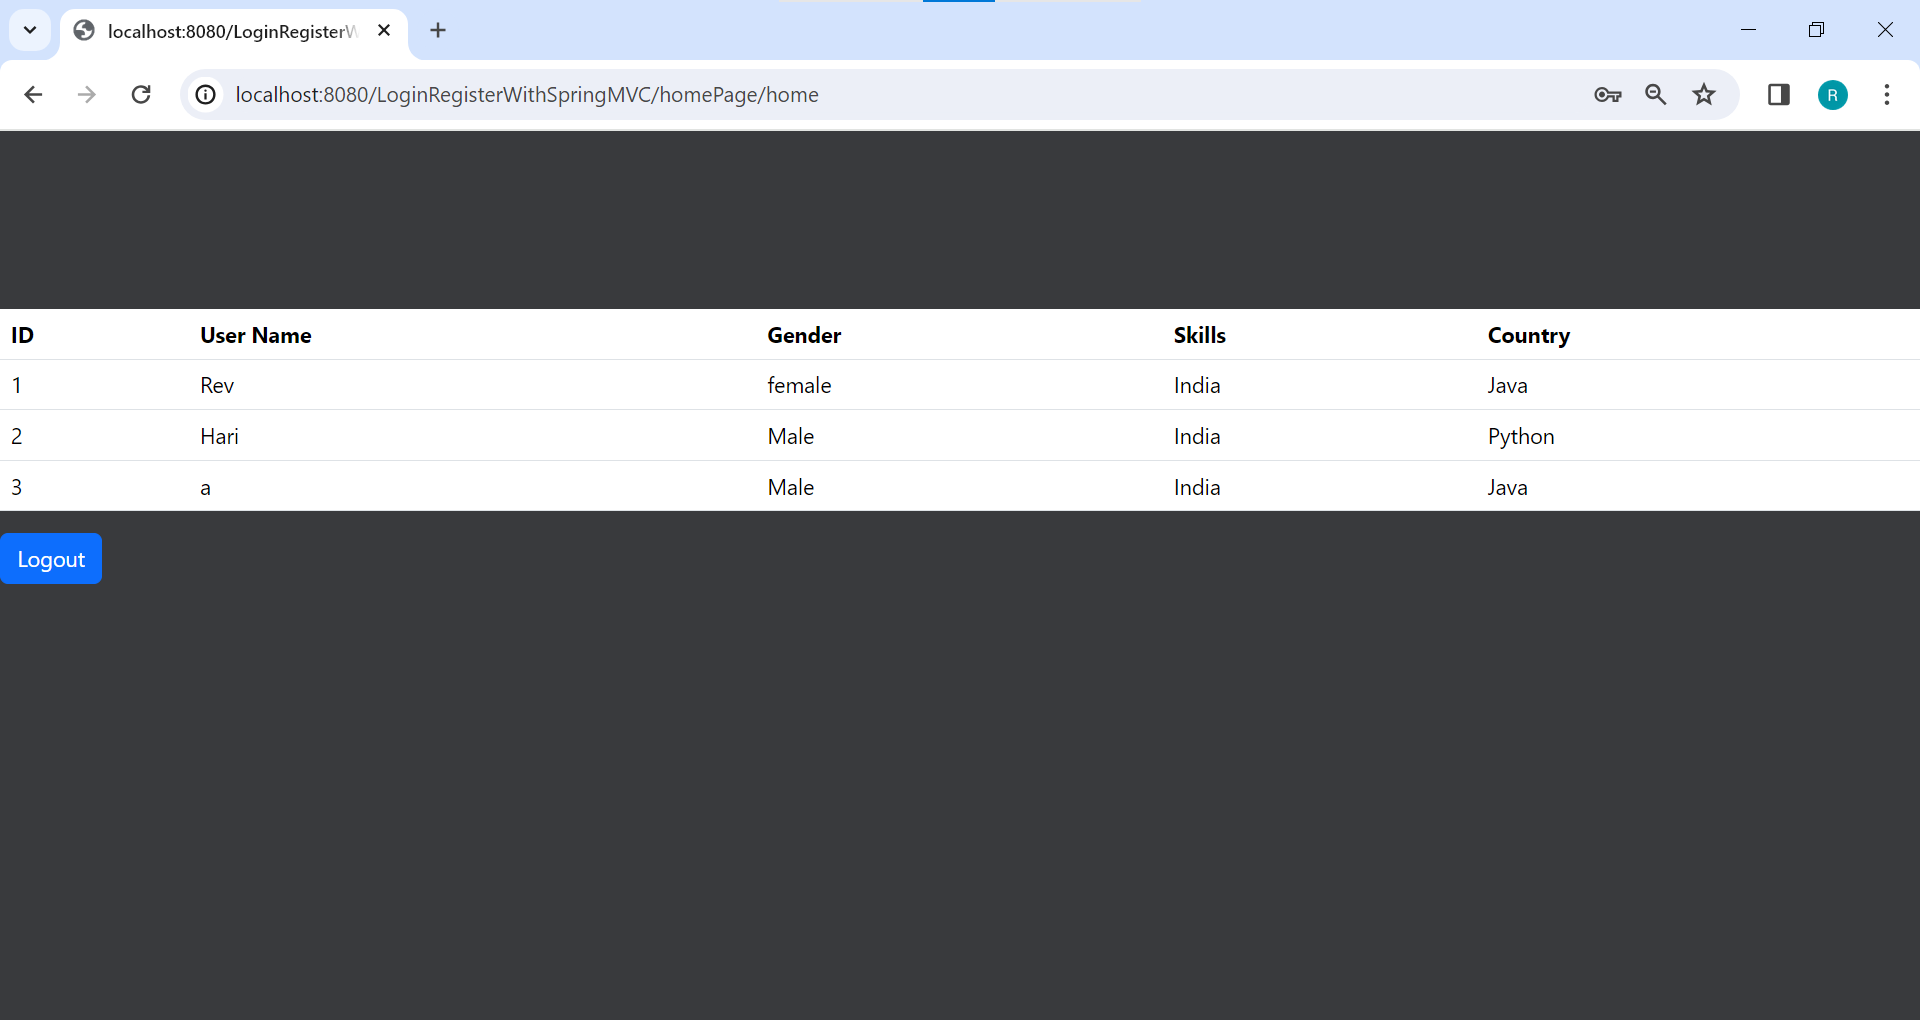 localhost:8080/LoginRegisterW
localhost:8080/LoginRegisterWithSpringMVC/homePage/home
R
ID User Name Gender Skills Country
1 Rev female India Java
2 Hari Male India Python
3 a Male India Java
Logout